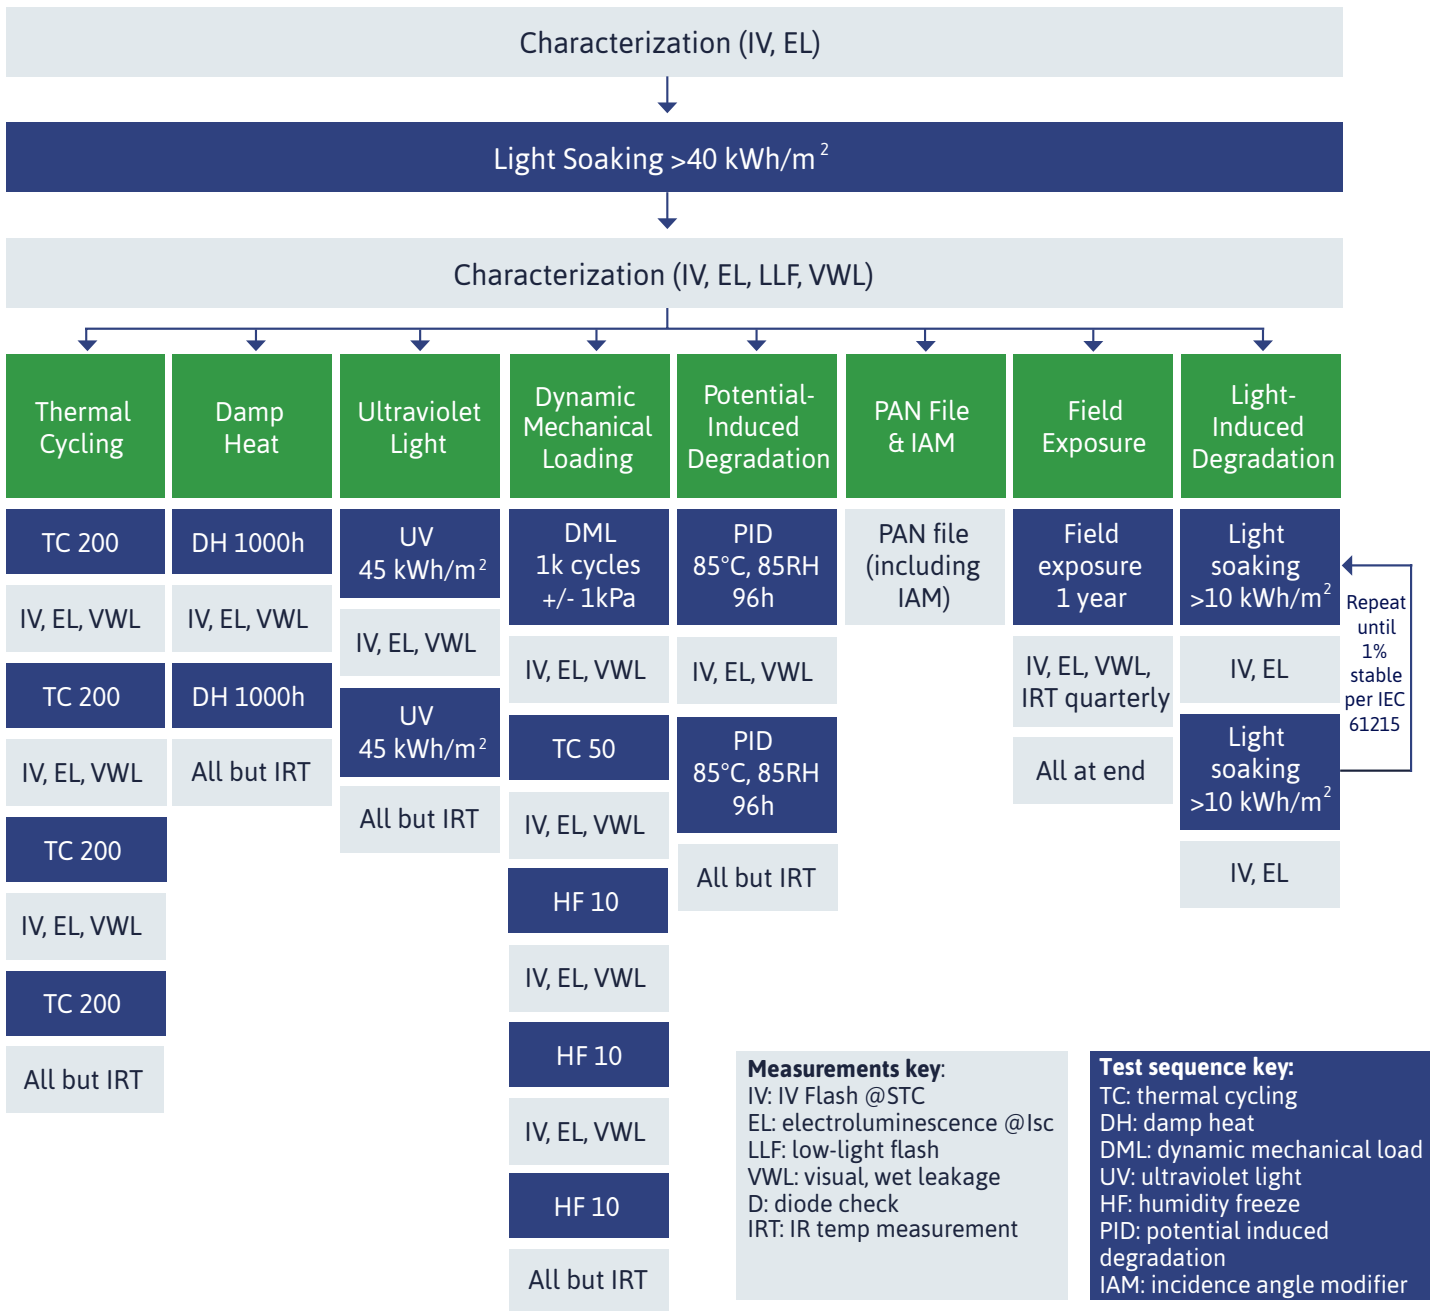 Characterization (IV, EL)
Light Soaking >40 kWh/m²
Characterization (IV, EL, LLF, VWL)
Thermal
Cycling
TC 200
IV, EL, VWL
TC 200
IV, EL, VWL
TC 200
IV, EL, VWL
TC 200
All but IRT
Damp
Heat
DH 1000h
IV, EL, VWL
DH 1000h
All but IRT
Ultraviolet
Light
UV
45 kWh/m²
IV, EL, VWL
UV
45 kWh/m²
All but IRT
Dynamic
Mechanical
Loading
DML
1k cycles
+/- 1kPa
IV, EL, VWL
TC 50
IV, EL, VWL
HF 10
IV, EL, VWL
HF 10
IV, EL, VWL
HF 10
All but IRT
Potential-
Induced
Degradation
PID
85°C, 85RH
96h
IV, EL, VWL
PID
85°C, 85RH
96h
All but IRT
PAN File
& IAM
PAN file
(including
IAM)
Field
Exposure
Field
exposure
1 year
IV, EL, VWL,
IRT quarterly
All at end
Light-
Induced
Degradation
Light
soaking
>10 kWh/m²
IV, EL
Light
soaking
>10 kWh/m²
IV, EL
Repeat
until
1%
stable
per IEC
61215
Measurements key:
IV: IV Flash @STC
EL: electroluminescence @Isc
LLF: low-light flash
VWL: visual, wet leakage
D: diode check
IRT: IR temp measurement
Test sequence key:
TC: thermal cycling
DH: damp heat
DML: dynamic mechanical load
UV: ultraviolet light
HF: humidity freeze
PID: potential induced
degradation
IAM: incidence angle modifier